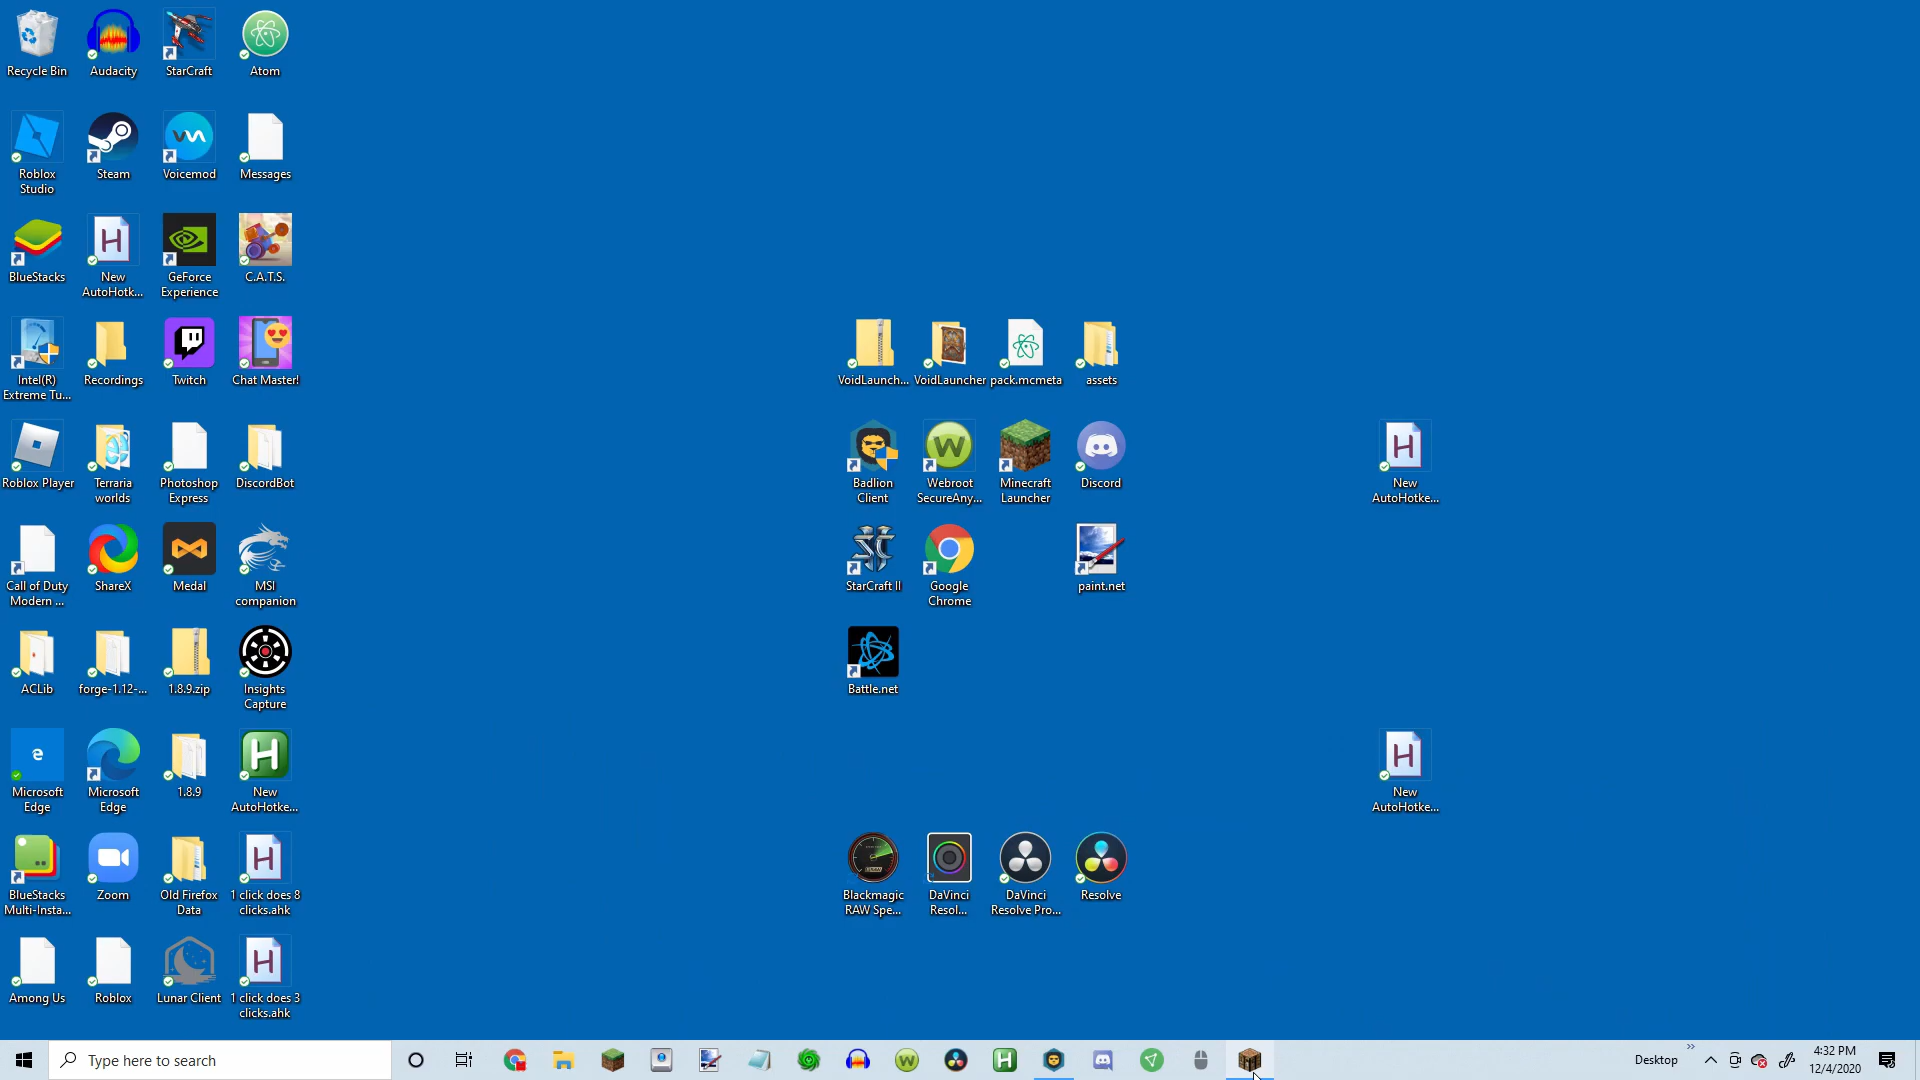 Recycle Bin
Audacity
StarCraft
Atom
Roblox
Studio
Steam
Voicemod
Messages
BlueStacks
New
AutoHotk...
GeForce
Experience
C.A.T.S.
Intel(R)
Extreme Tu...
Recordings
Twitch
Chat Master!
VoidLaunch...
VoidLauncher
pack.mcmeta
assets
Roblox Player
Terraria
worlds
Photoshop
Express
DiscordBot
Badlion
Client
Webroot
SecureAny...
Minecraft
Launcher
Discord
New
AutoHotke...
Call of Duty
Modern ...
ShareX
Medal
MSI
companion
StarCraft II
Google
Chrome
paint.net
ACLib
forge-1.12-...
1.8.9.zip
Insights
Capture
Battle.net
Microsoft
Edge
Microsoft
Edge
1.8.9
New
AutoHotke...
New
AutoHotke...
BlueStacks
Multi-Insta...
Zoom
Old Firefox
Data
1 click does 8
clicks.ahk
Blackmagic
RAW Spe...
DaVinci
Resol...
DaVinci
Resolve Pro...
Resolve
Among Us
Roblox
Lunar Client
1 click does 3
clicks.ahk
Type here to search
Desktop
4:32 PM
12/4/2020